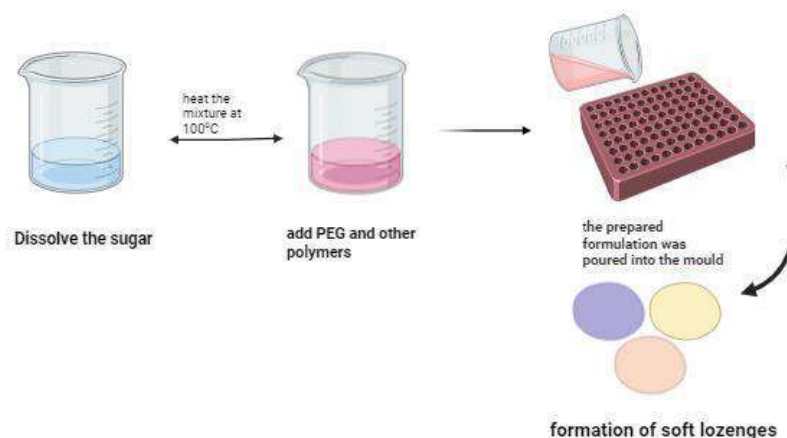 heat the
mixture at
100°C
Dissolve the sugar
add PEG and other
polymers
the prepared
formulation was
poured into the mould
formation of soft lozenges